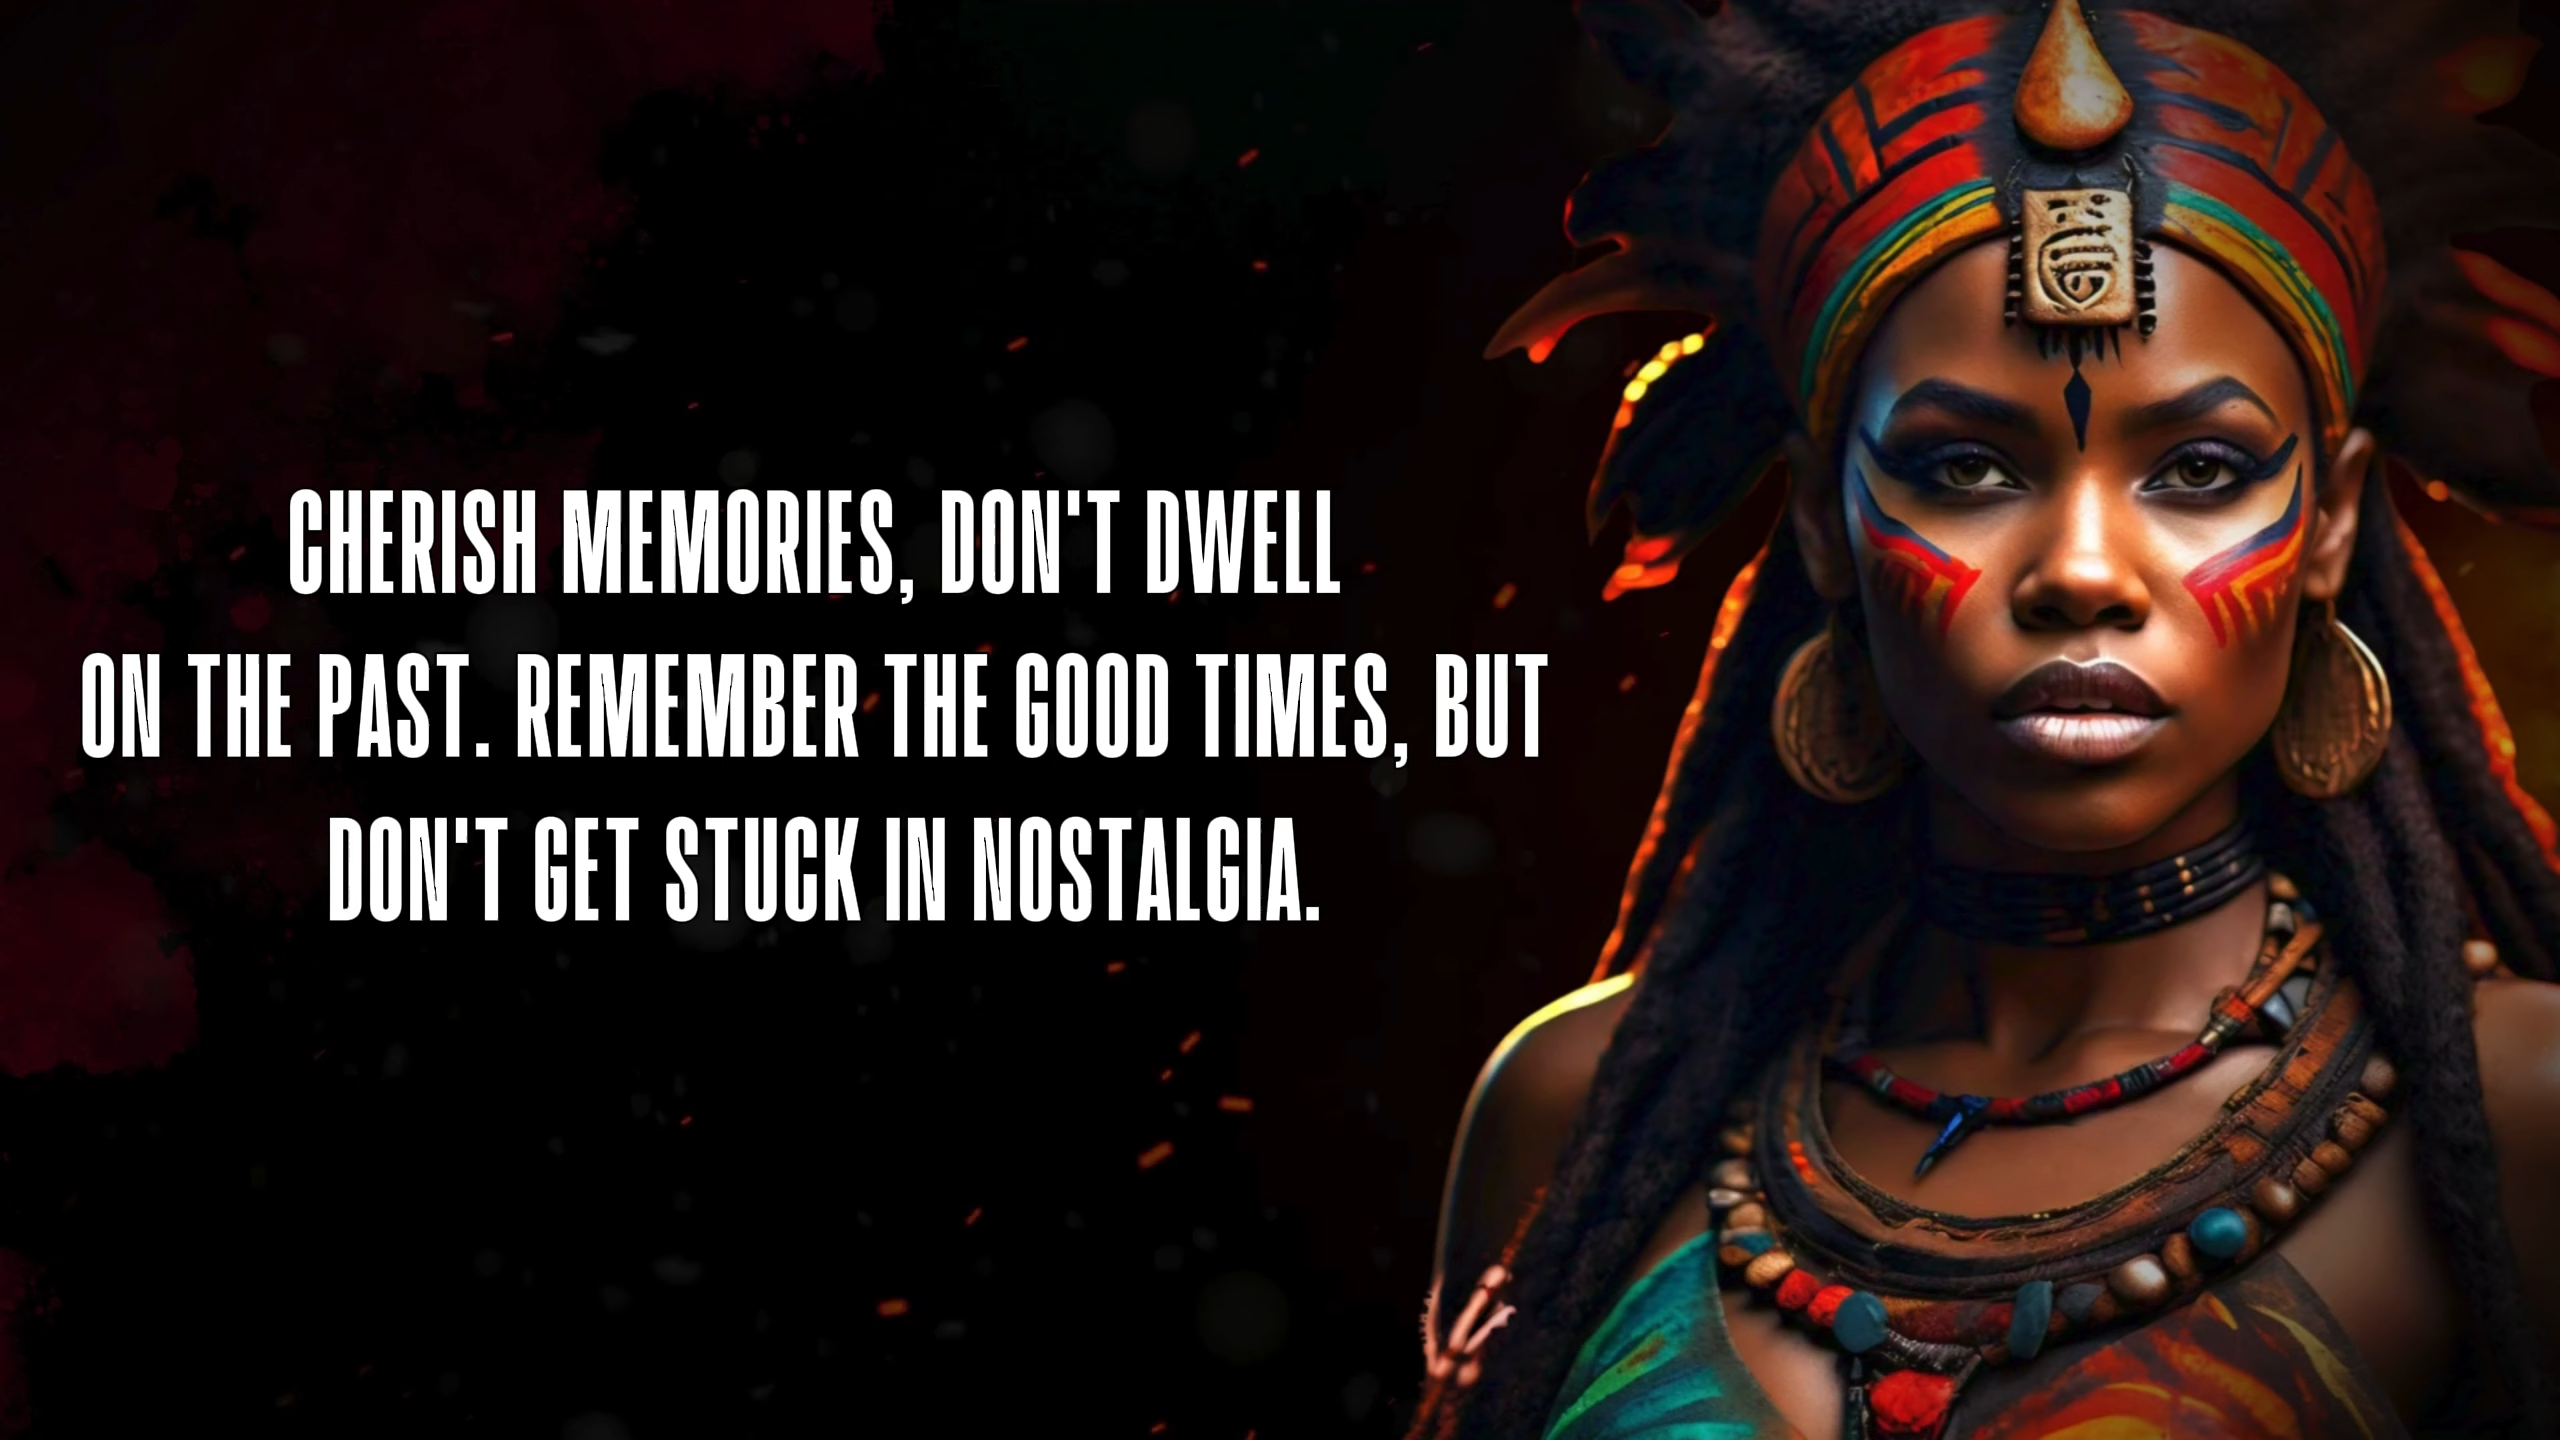 CHERISH MEMORIES, DON'T DWELL
ON THE PAST. REMEMBER THE GOOD TIMES, BUT
DON'T GET STUCK IN NOSTALGIA.